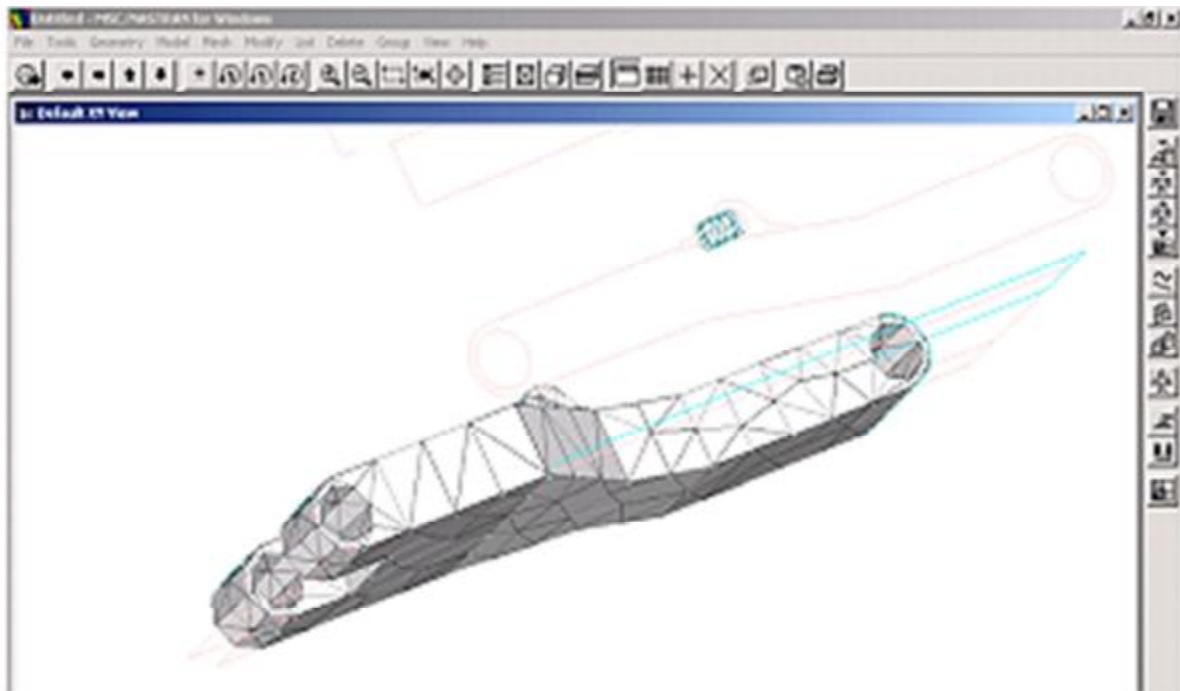 Untitled - MSC/NASTRAN for Windows
File Tools Geometry Model Mesh Modify List Delete Group View Help
1: Default XY View